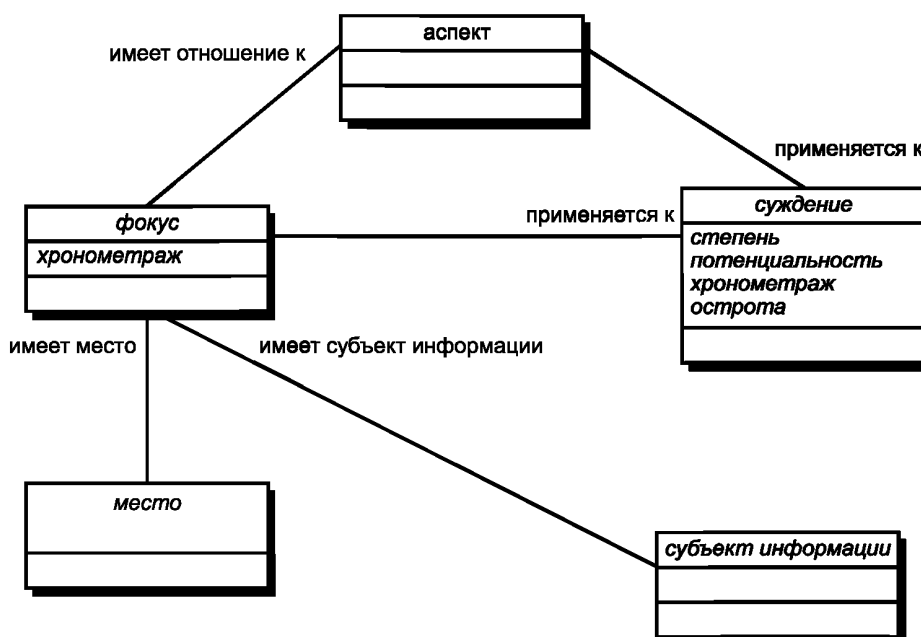 аспект
имеет отношение к
применяется к
фокус
хронометраж
применяется к
суждение
степень
потенциальность
хронометраж
острота
имеет место
имеет субъект информации
место
субъект информации